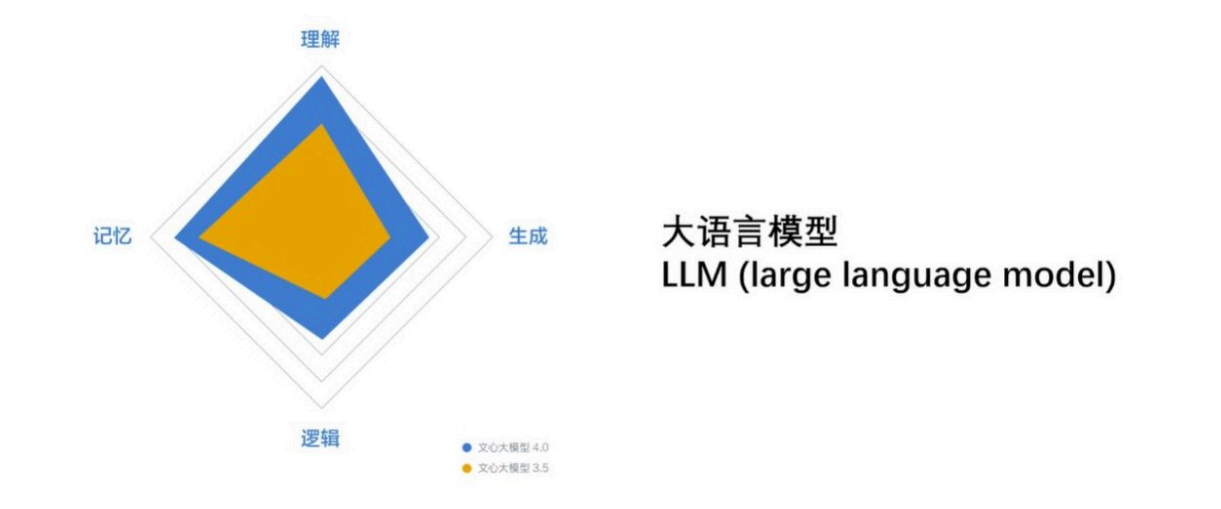 理解
记忆
生成
逻辑
文心大模型 4.0
文心大模型 3.5
大语言模型
LLM (large language model)